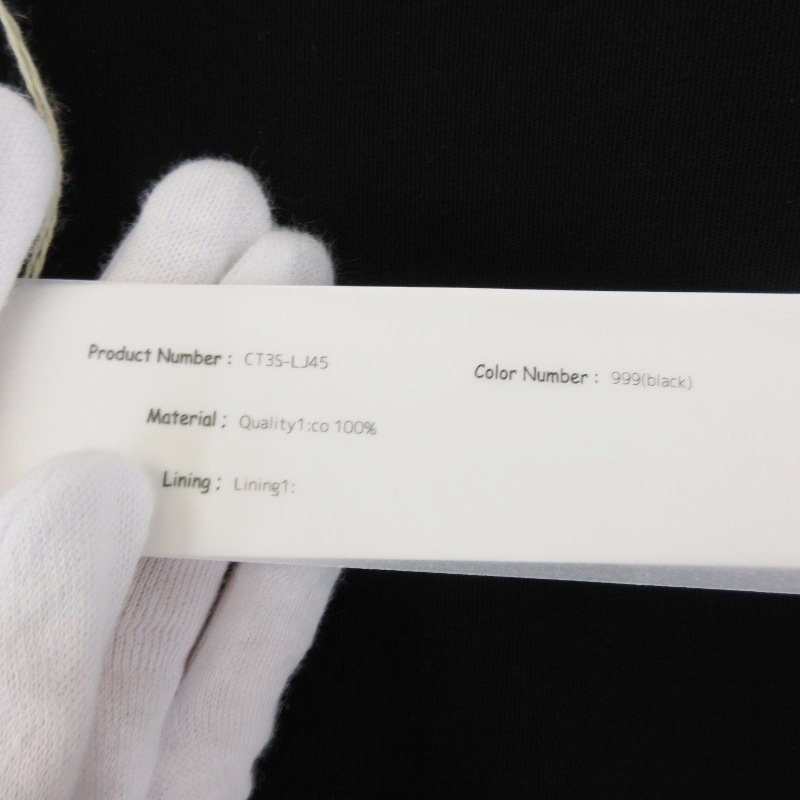 Product Number : CT3S-LJ45
Color Number : 999(black)
Material : Quality1:co 100%
Lining : Lining1: